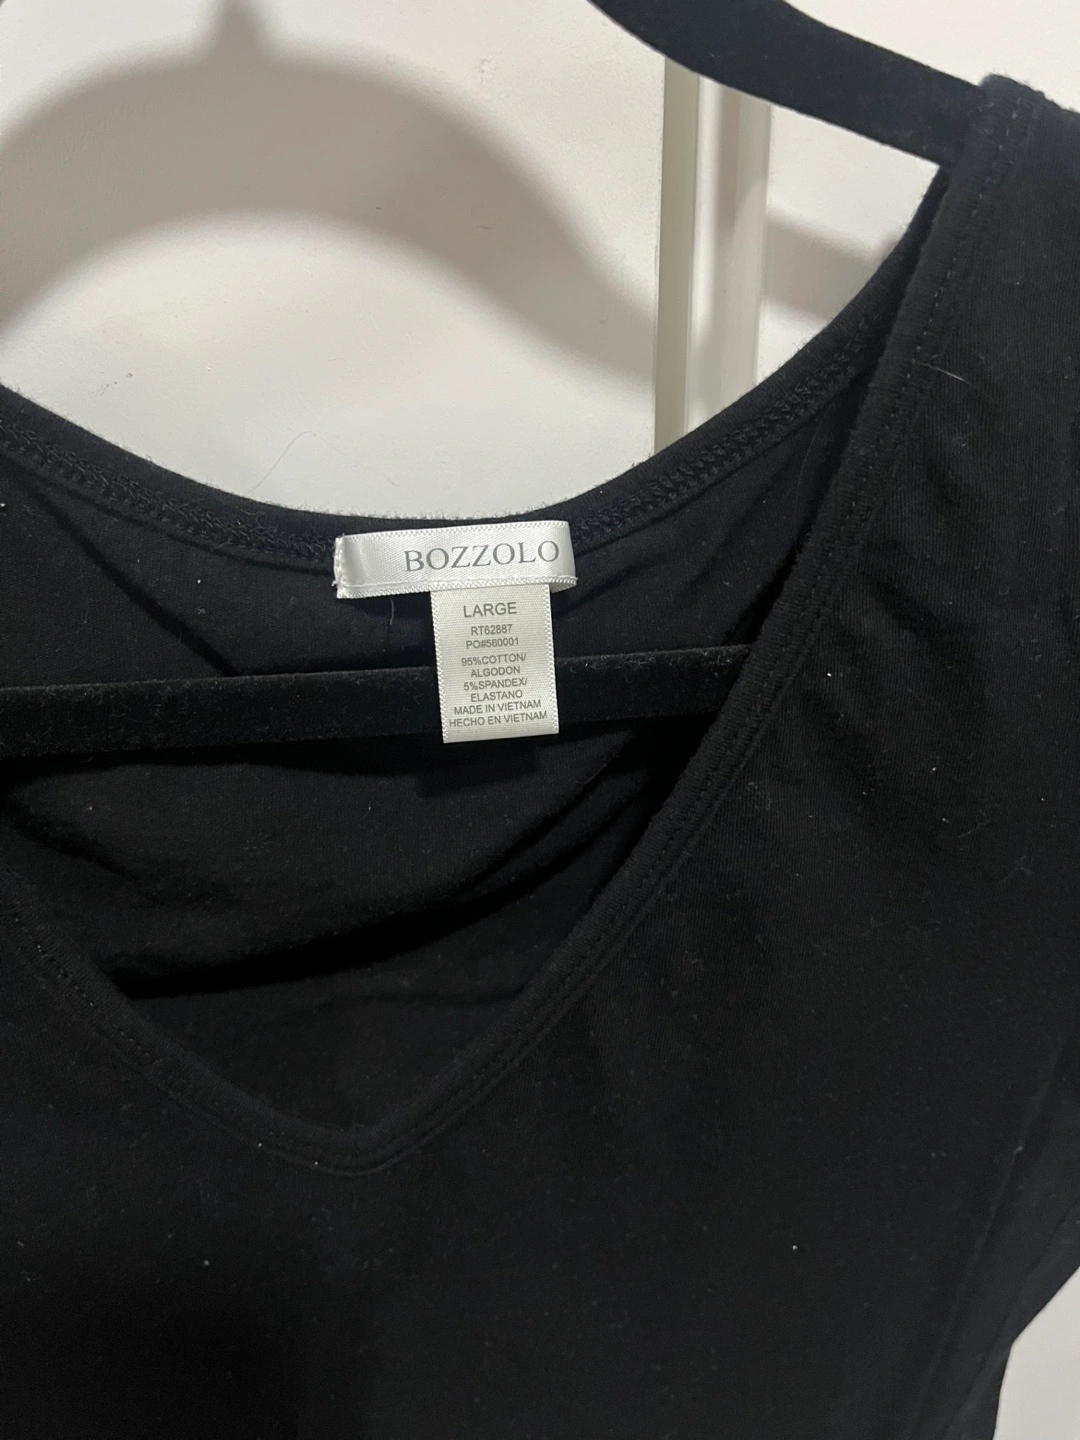 BOZZOLO
LARGE
RT62887
PO#560001
95%COTTON/
ALGODON
5%SPANDEX/
ELASTANO
MADE IN VIETNAM
HECHO EN VIETNAM